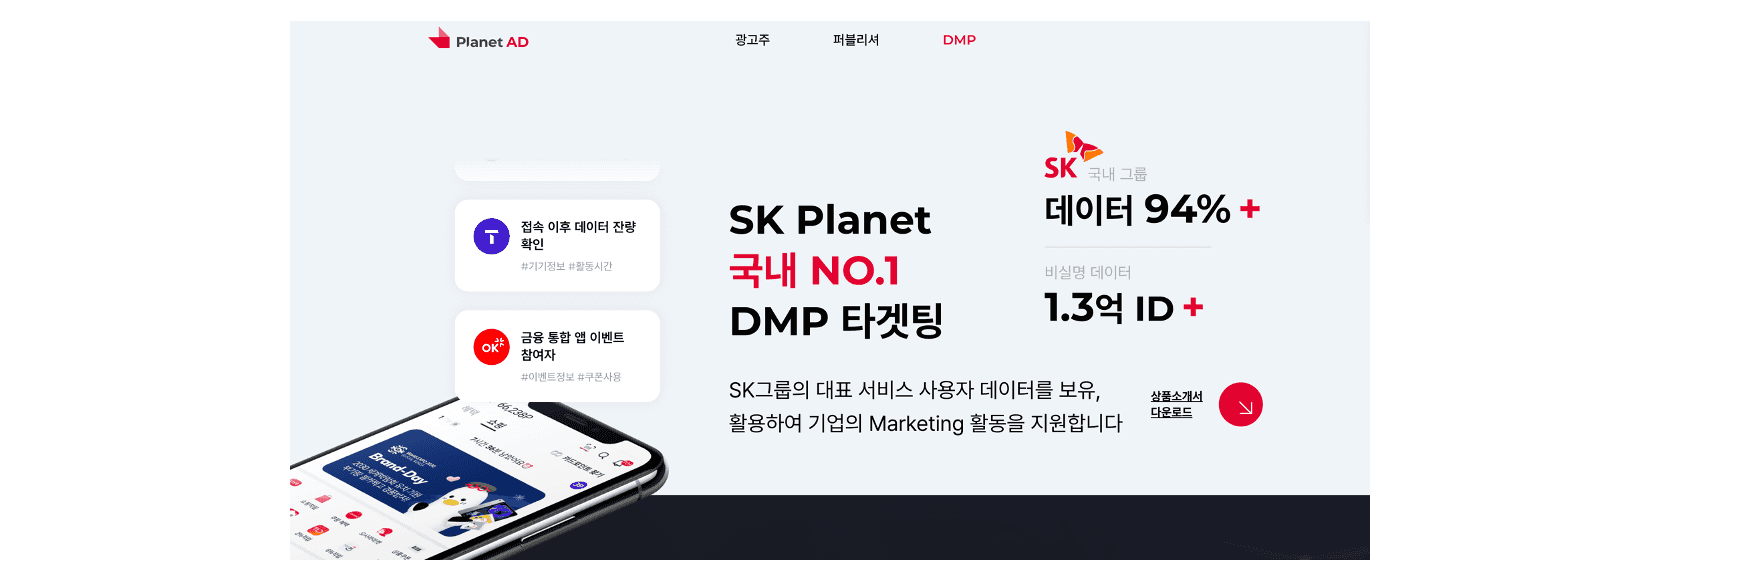 Planet AD
광고주
퍼블리셔
DMP
접속 이후 데이터 잔량
확인
#기기정보 #활동시간
OK
금융 통합 앱 이벤트
참여자
#이벤트정보 #쿠폰사용
SK Planet
국내 NO.1
DMP 타겟팅
SK그룹의 대표 서비스 사용자 데이터를 보유,
활용하여 기업의 Marketing 활동을 지원합니다
SK
국내 그룹
데이터 94% +
비실명 데이터
1.3억 ID +
상품소개서
다운로드
혜택
66,238P
쇼핑
Brand-Day